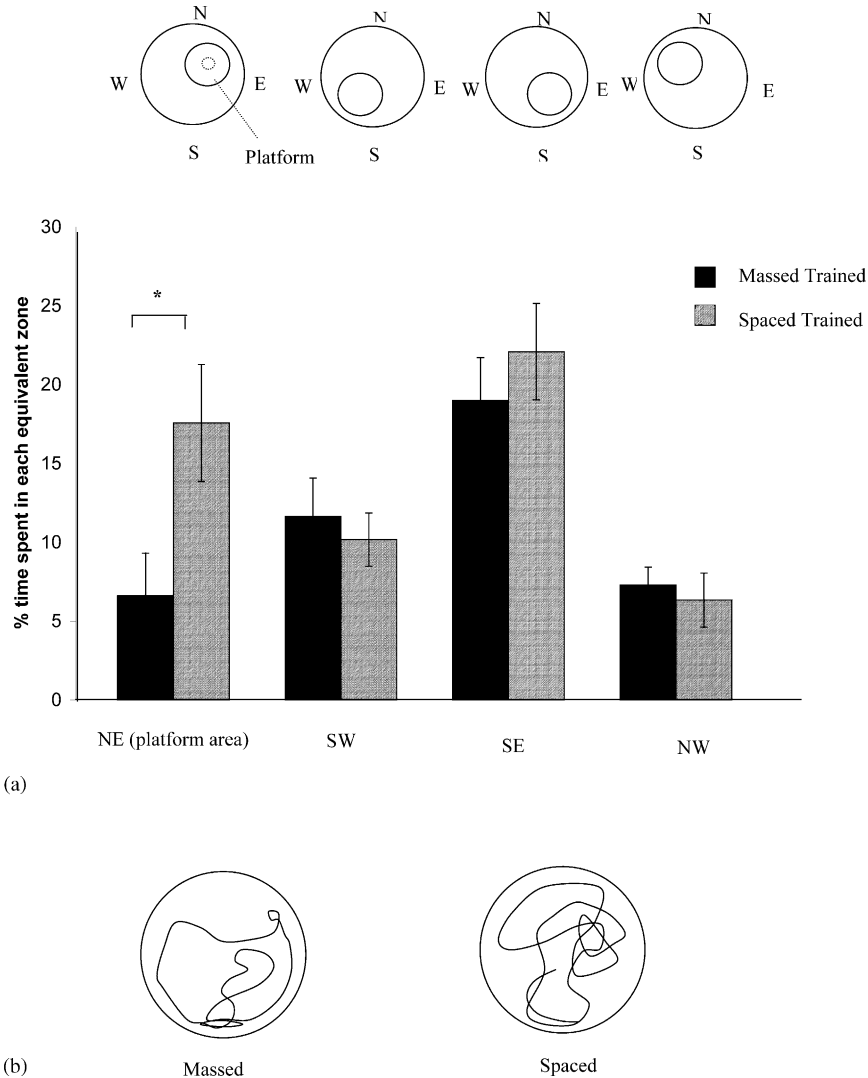 N N N N
W E W E W E W E
S Platform S S S
30
25
20
15
10
5
0
% time spent in each equivalent zone
*
Massed Trained
Spaced Trained
NE (platform area) SW SE NW
(a)
(b) Massed Spaced